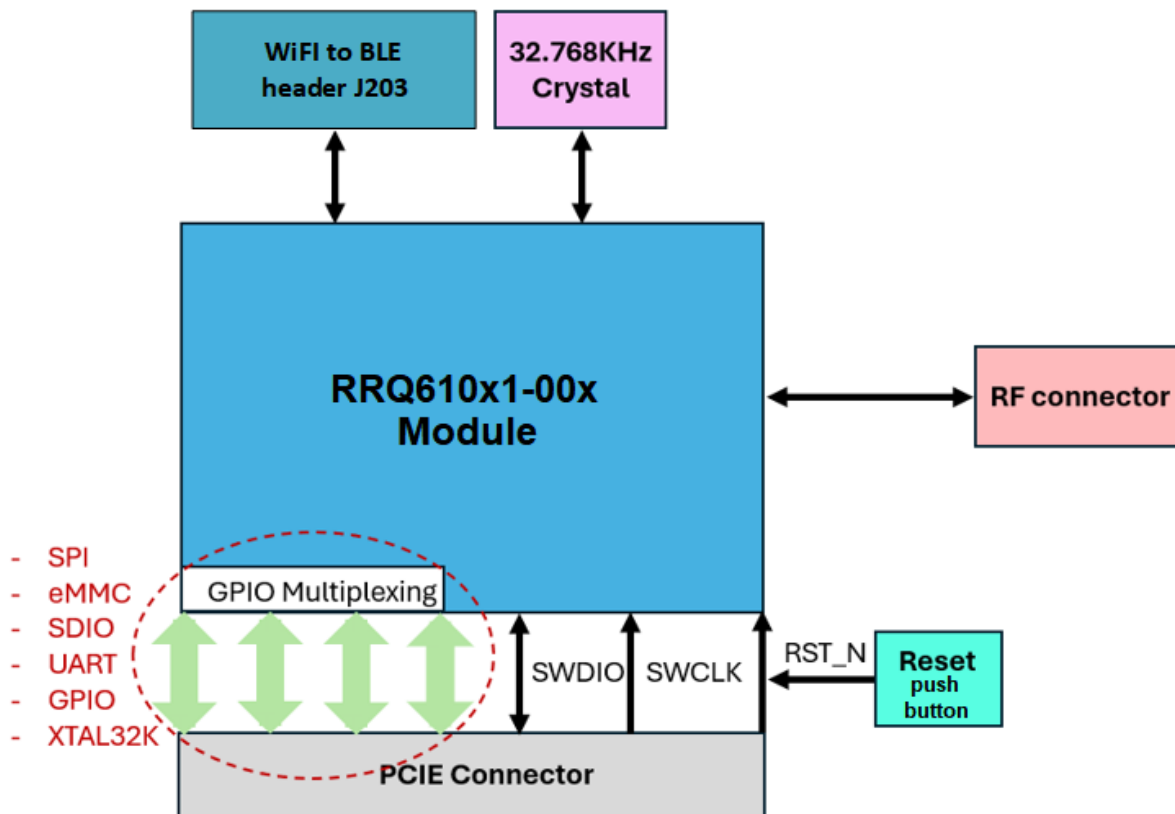 WiFI to BLE
header J203
32.768KHz
Crystal
RRQ610x1-00x
Module
RF connector
- SPI
- eMMC
- SDIO
- UART
- GPIO
- XTAL32K
GPIO Multiplexing
SWDIO
SWCLK
RST_N
Reset
push
button
PCIE Connector